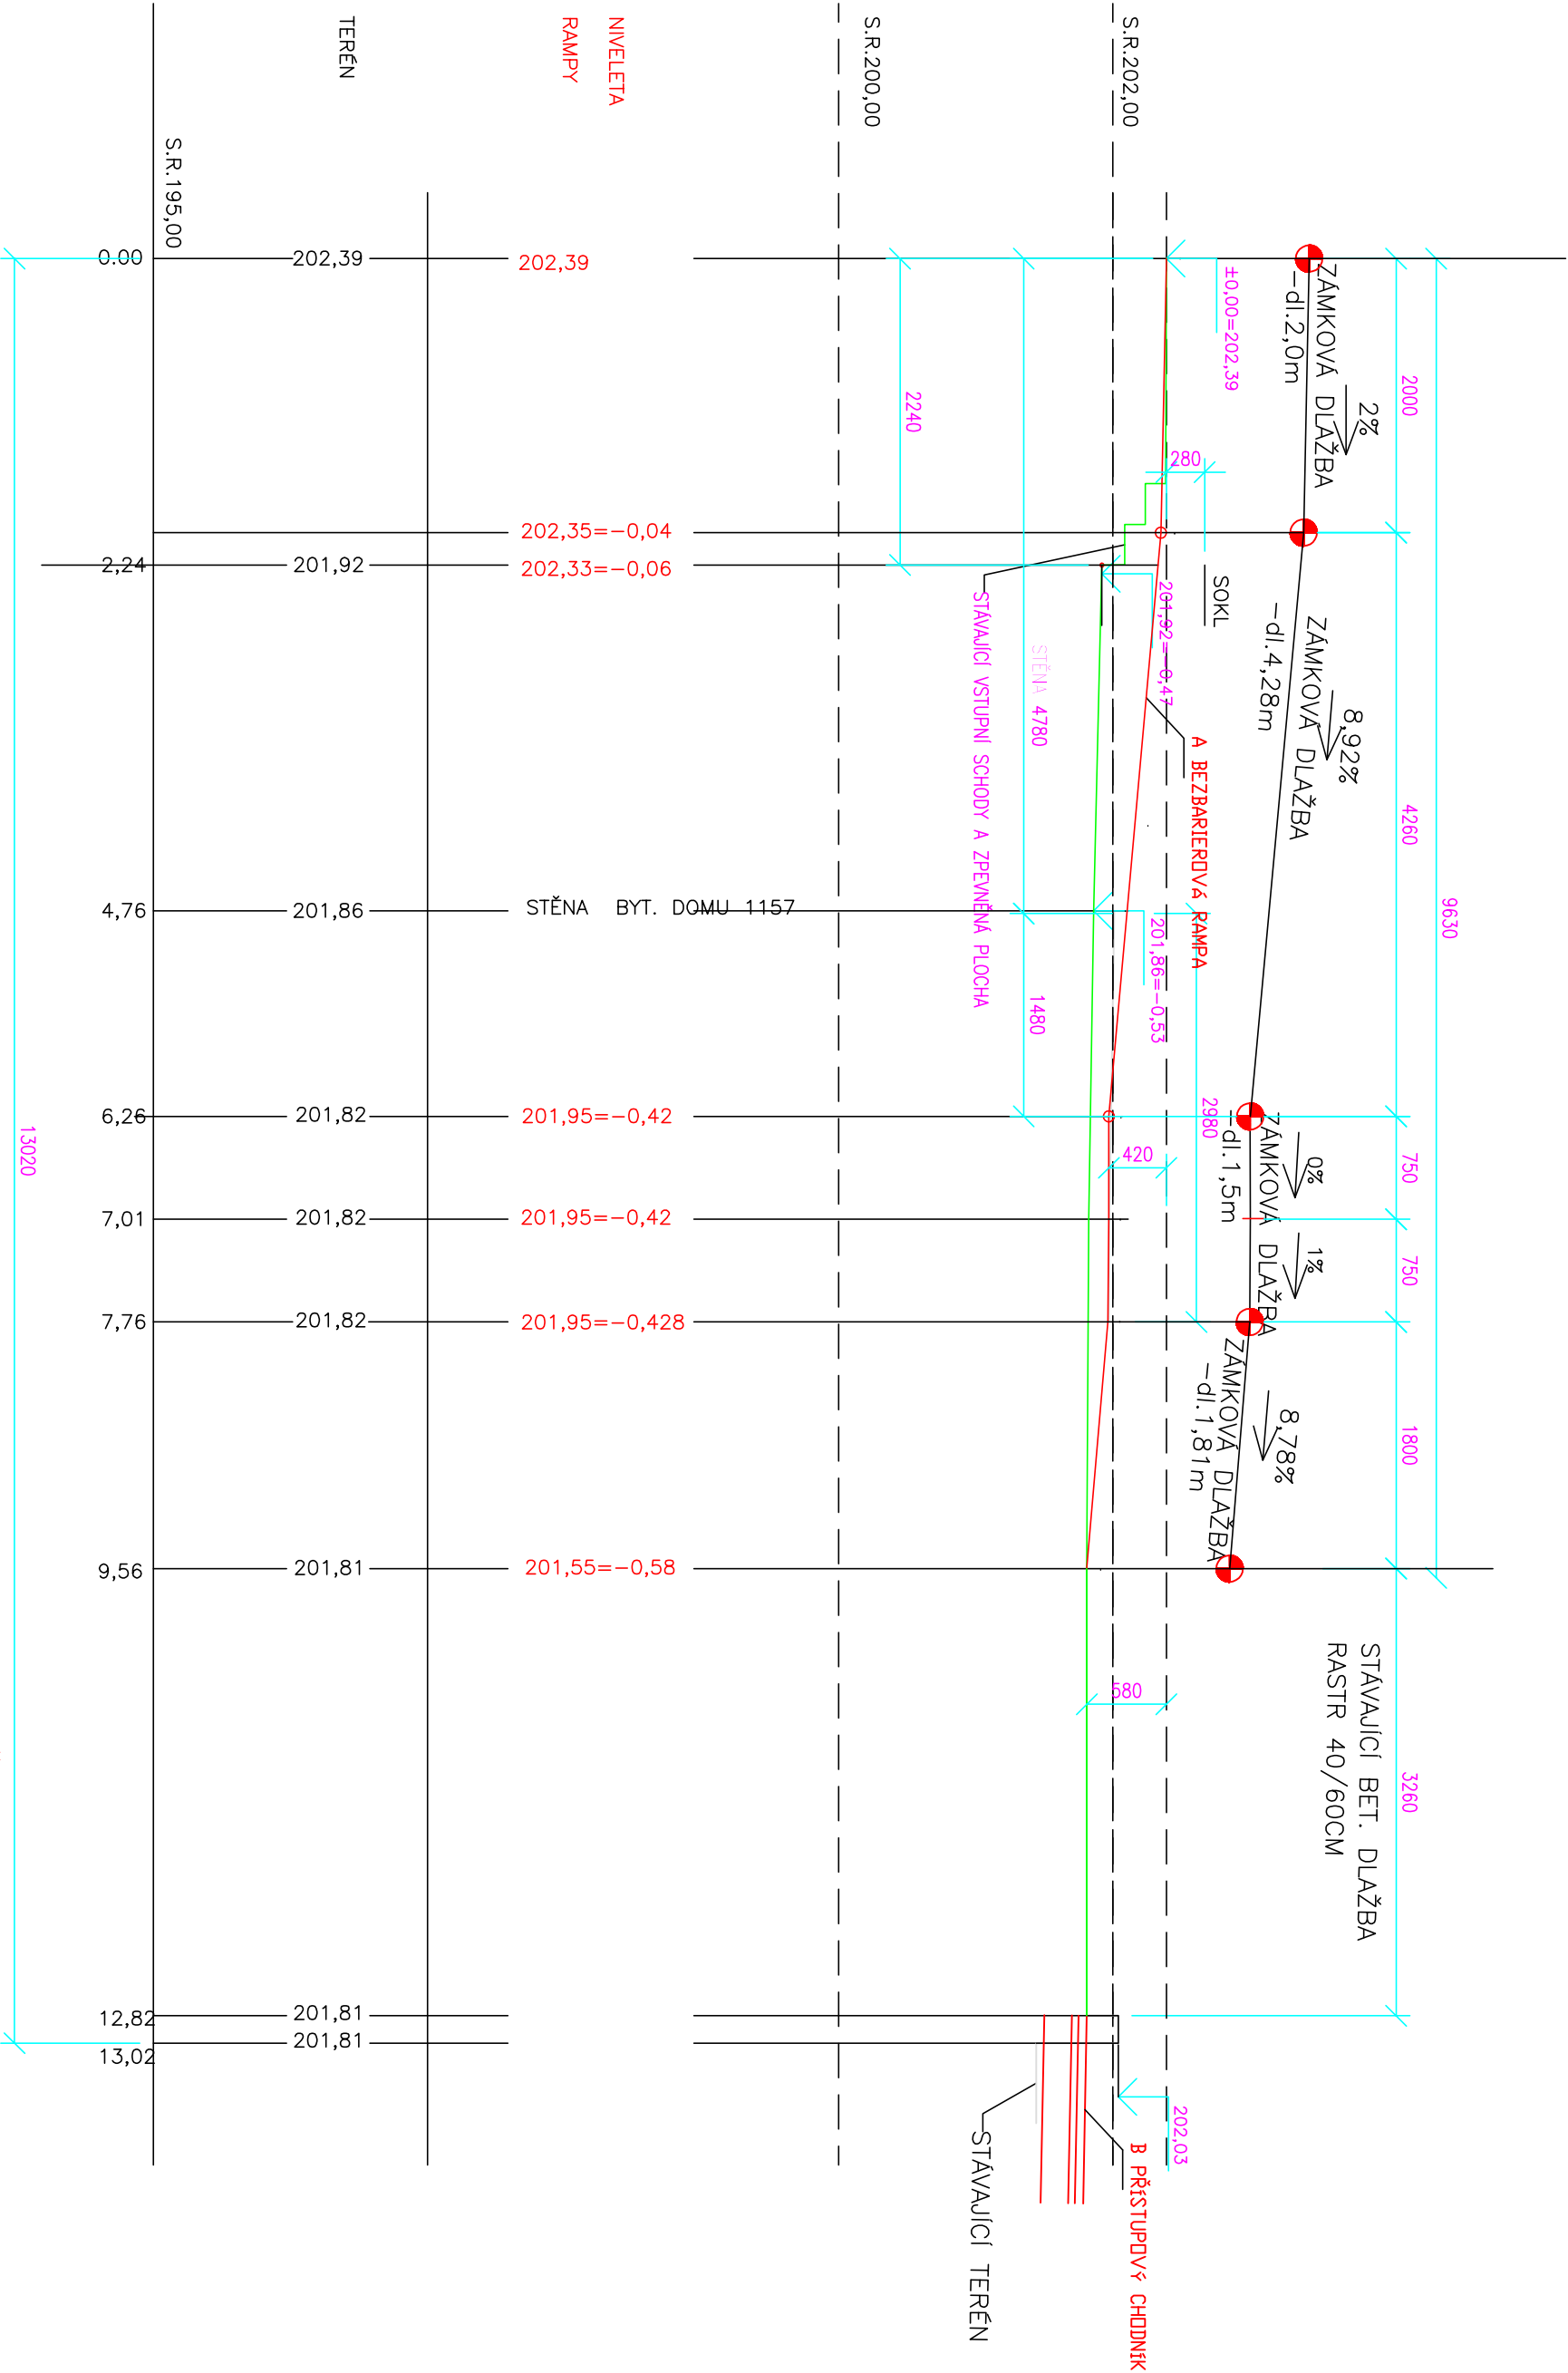 2%
ZÁMKOVÁ DLAŽBA
-dl.2,0m
8,92%
ZÁMKOVÁ DLAŽBA
-dl.4,28m
0%
1%
ZÁMKOVÁ DLAŽBA
-dl.1,5m
8,78%
ZÁMKOVÁ DLAŽBA
-dl.1,81m
STÁVAJÍCÍ BET. DLAŽBA
RASTR 40/60CM
9630
2000
4260
750
750
1800
3260
±0,00=202,39
280
SOKL
201,92=-0,47
A BEZBARIEROVÁ RAMPA
201,86=-0,53
2980
420
580
202,03
B PŘÍSTUPOVÝ CHODNÍK
S.R.202,00
STĚNA 4780
1480
STÁVAJÍCÍ VSTUPNÍ SCHODY A ZPEVNĚNÁ PLOCHA
STÁVAJÍCÍ TERÉN
2240
S.R.200,00
NIVELETA
RAMPY
202,39
202,35=-0,04
202,33=-0,06
STĚNA BYT. DOMU 1157
201,95=-0,42
201,95=-0,42
201,95=-0,428
201,55=-0,58
TERÉN
202,39
201,92
201,86
201,82
201,82
201,82
201,81
201,81
201,81
S.R.195,00
0.00
2,24
4,76
6,26
7,01
7,76
9,56
12,82
13,02
13020